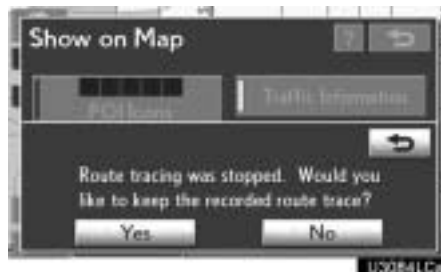 Show on Map
?
POI Icons
Traffic Information
Route tracing was stopped. Would you
like to keep the recorded route trace?
Yes
No
U3084LC